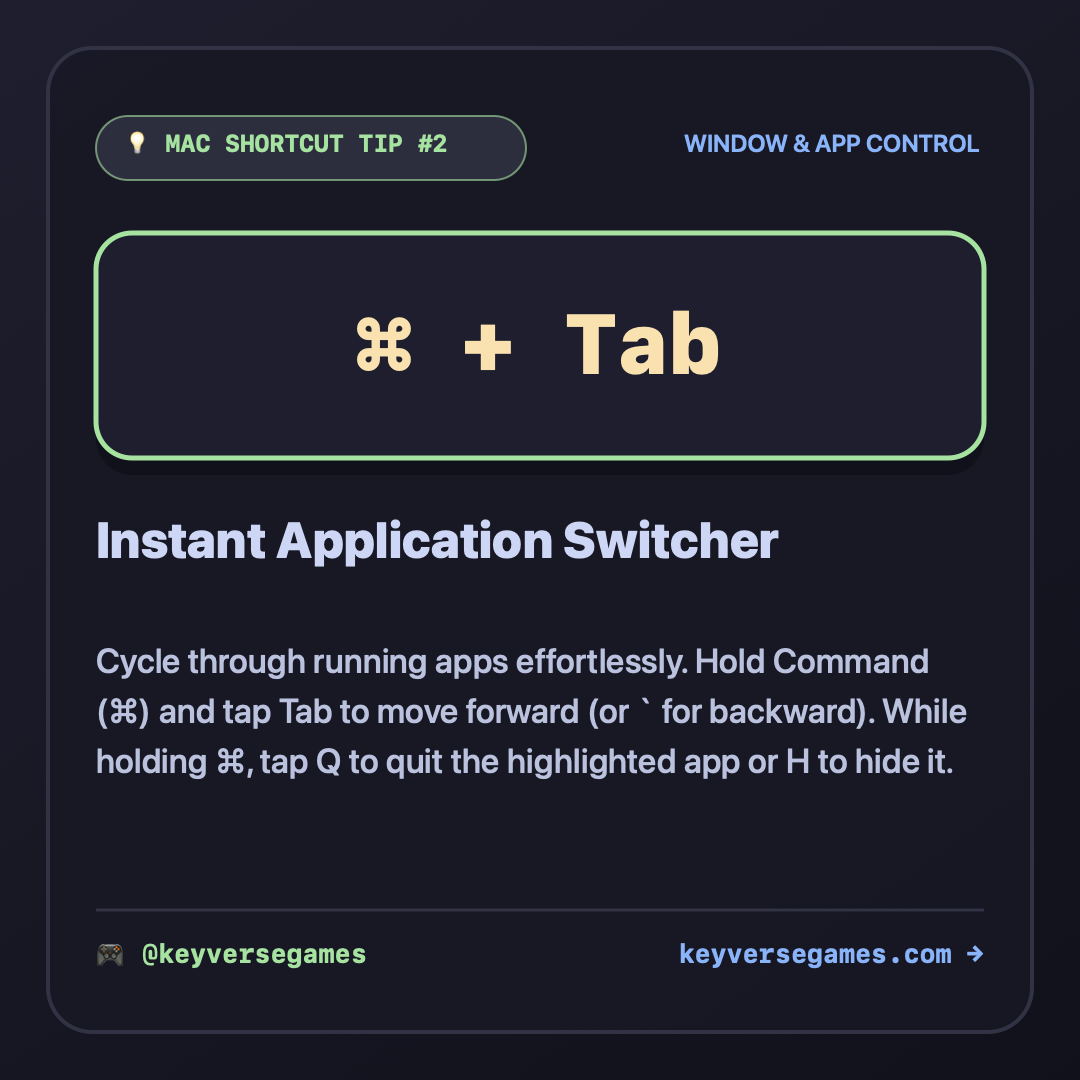 💡 MAC SHORTCUT TIP #2
WINDOW & APP CONTROL
⌘ + Tab
Instant Application Switcher
Cycle through running apps effortlessly. Hold Command
(⌘) and tap Tab to move forward (or ` for backward). While
holding ⌘, tap Q to quit the highlighted app or H to hide it.
🎮 @keyversegames
keyversegames.com →